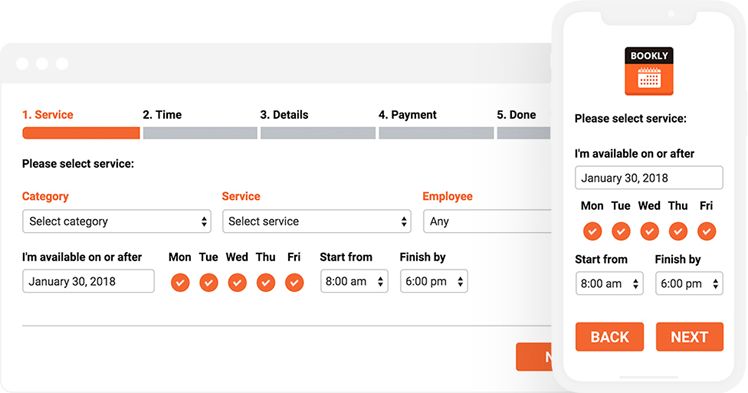 1. Service 2. Time 3. Details 4. Payment 5. Done
Please select service:
Category Service Employee
Select category Select service Any
I'm available on or after Mon Tue Wed Thu Fri Start from Finish by
January 30, 2018 8:00 am 6:00 pm
BOOKLY
Please select service:
I'm available on or after
January 30, 2018
Mon Tue Wed Thu Fri
Start from Finish by
8:00 am 6:00 pm
BACK NEXT